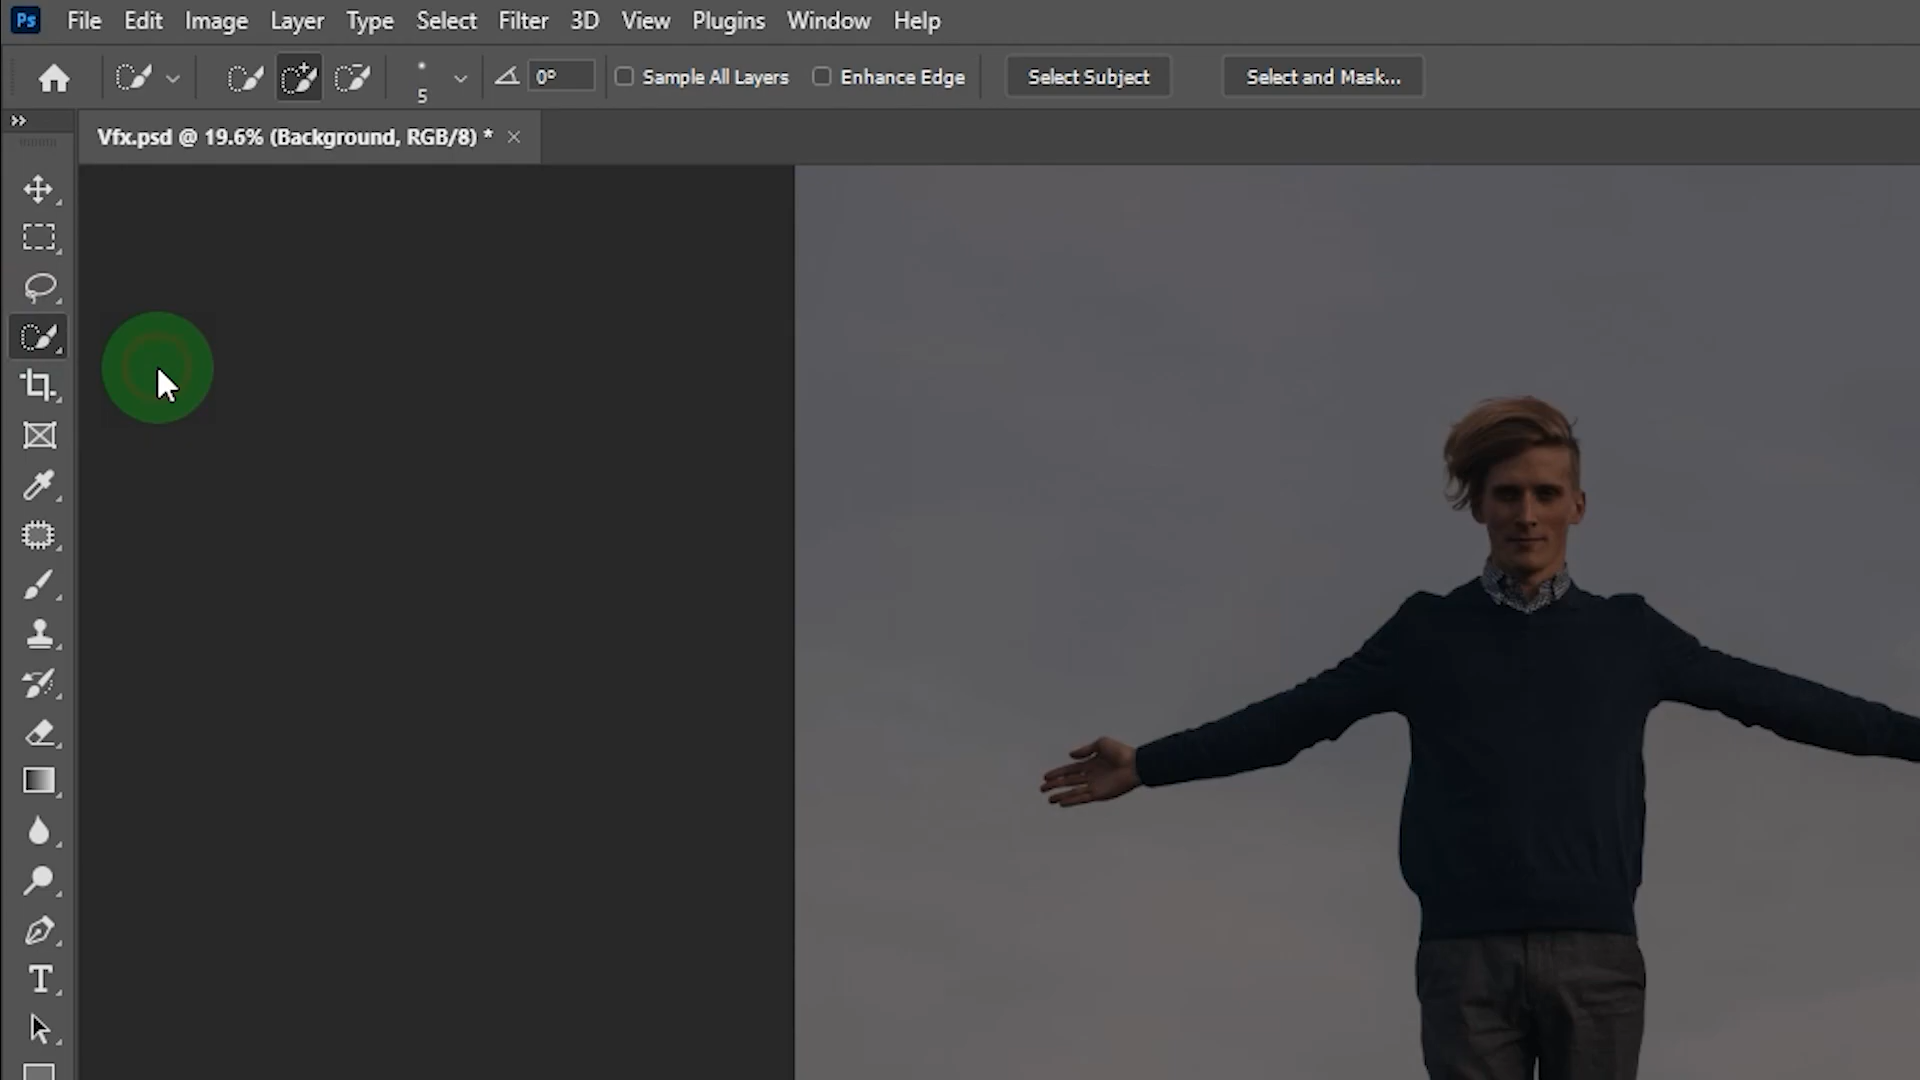 Ps File Edit Image Layer Type Select Filter 3D View Plugins Window Help
5 0° Sample All Layers Enhance Edge Select Subject Select and Mask...
Vfx.psd @ 19.6% (Background, RGB/8) * ×
T